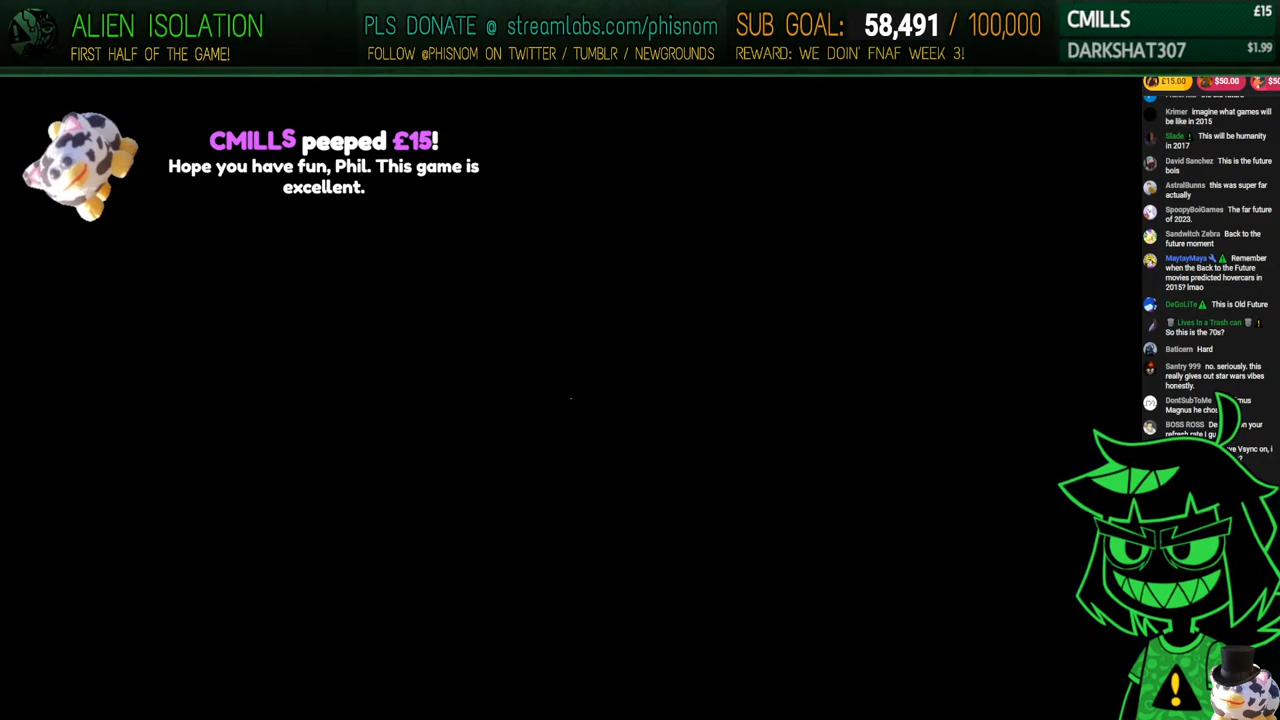 ALIEN ISOLATION
FIRST HALF OF THE GAME!
PLS DONATE @ streamlabs.com/phisnom
FOLLOW @PHISNOM ON TWITTER / TUMBLR / NEWGROUNDS
SUB GOAL: 58,491 / 100,000
REWARD: WE DOIN' FNAF WEEK 3!
CMILLS £15
DARKSHAT307 $1.99
CMILLS peeped £15!
Hope you have fun, Phil. This game is
excellent.
£15.00 $50.00
Krimer imagine what games will
be like in 2015
Slade This will be humanity
in 2017
David Sanchez This is the future
bois
AstralBunns this was super far
actually
SpoopyBoiGames The far future
of 2023.
Sandwitch Zebra Back to the
future moment
MaytayMaya Remember
when the Back to the Future
movies predicted hovercars in
2015? lmao
DeGoLiTe This is Old Future
Lives In a Trash can
So this is the 70s?
Baticern Hard
Santry 999 no. seriously. this
really gives out star wars vibes
honestly.
DontSubToMe
Magnus he
BOSS ROSS your
refresh rate I
Vsync on, i